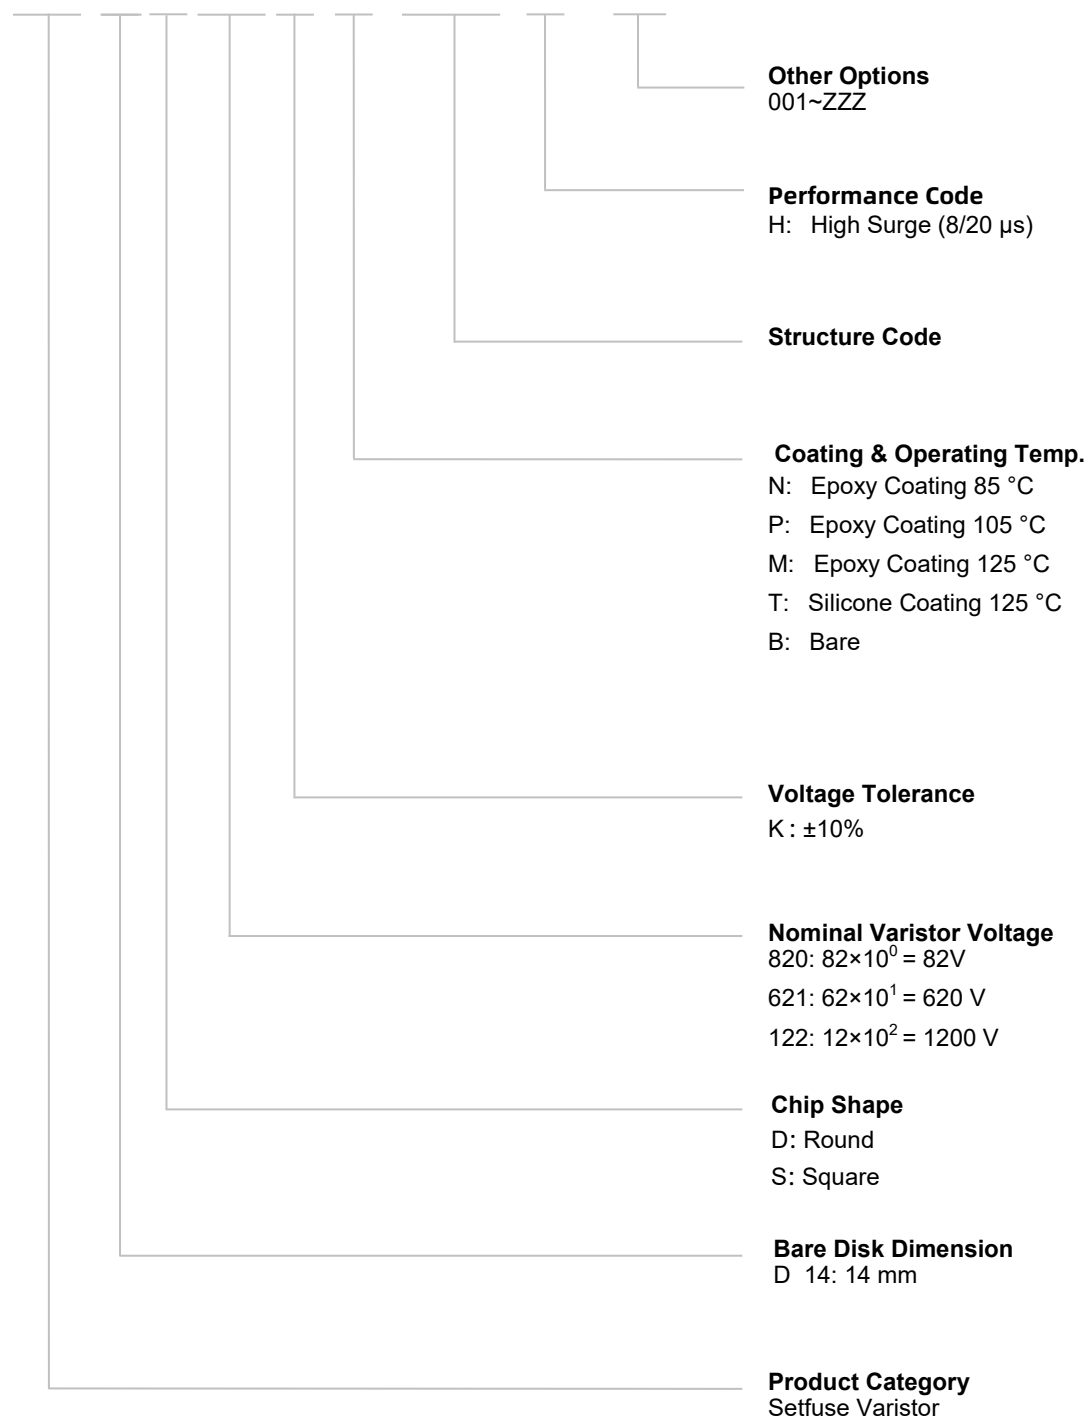 Other Options
001~ZZZ
Performance Code
H: High Surge (8/20 µs)
Structure Code
Coating & Operating Temp.
N: Epoxy Coating 85 °C
P: Epoxy Coating 105 °C
M: Epoxy Coating 125 °C
T: Silicone Coating 125 °C
B: Bare
Voltage Tolerance
K : ±10%
Nominal Varistor Voltage
820: 82×10⁰ = 82V
621: 62×10¹ = 620 V
122: 12×10² = 1200 V
Chip Shape
D: Round
S: Square
Bare Disk Dimension
D 14: 14 mm
Product Category
Setfuse Varistor